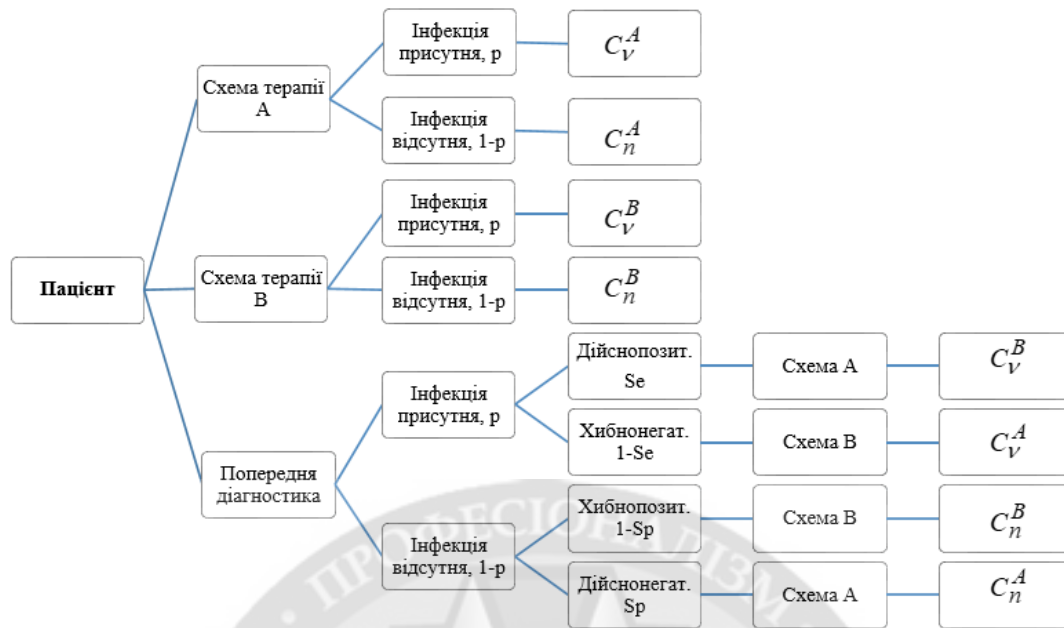 Пацієнт
Схема терапії
А
Інфекція
присутня, р
C_ν^A
Інфекція
відсутня, 1-р
C_n^A
Схема терапії
В
Інфекція
присутня, р
C_ν^B
Інфекція
відсутня, 1-р
C_n^B
Попередня
діагностика
Інфекція
присутня, р
Дійснопозит.
Se
Схема А
C_ν^B
Хибнонегат.
1-Se
Схема В
C_ν^A
Інфекція
відсутня, 1-р
Хибнопозит.
1-Sp
Схема В
C_n^B
Дійснонегат.
Sp
Схема А
C_n^A
ПРОФЕСІОНАЛІЗМ